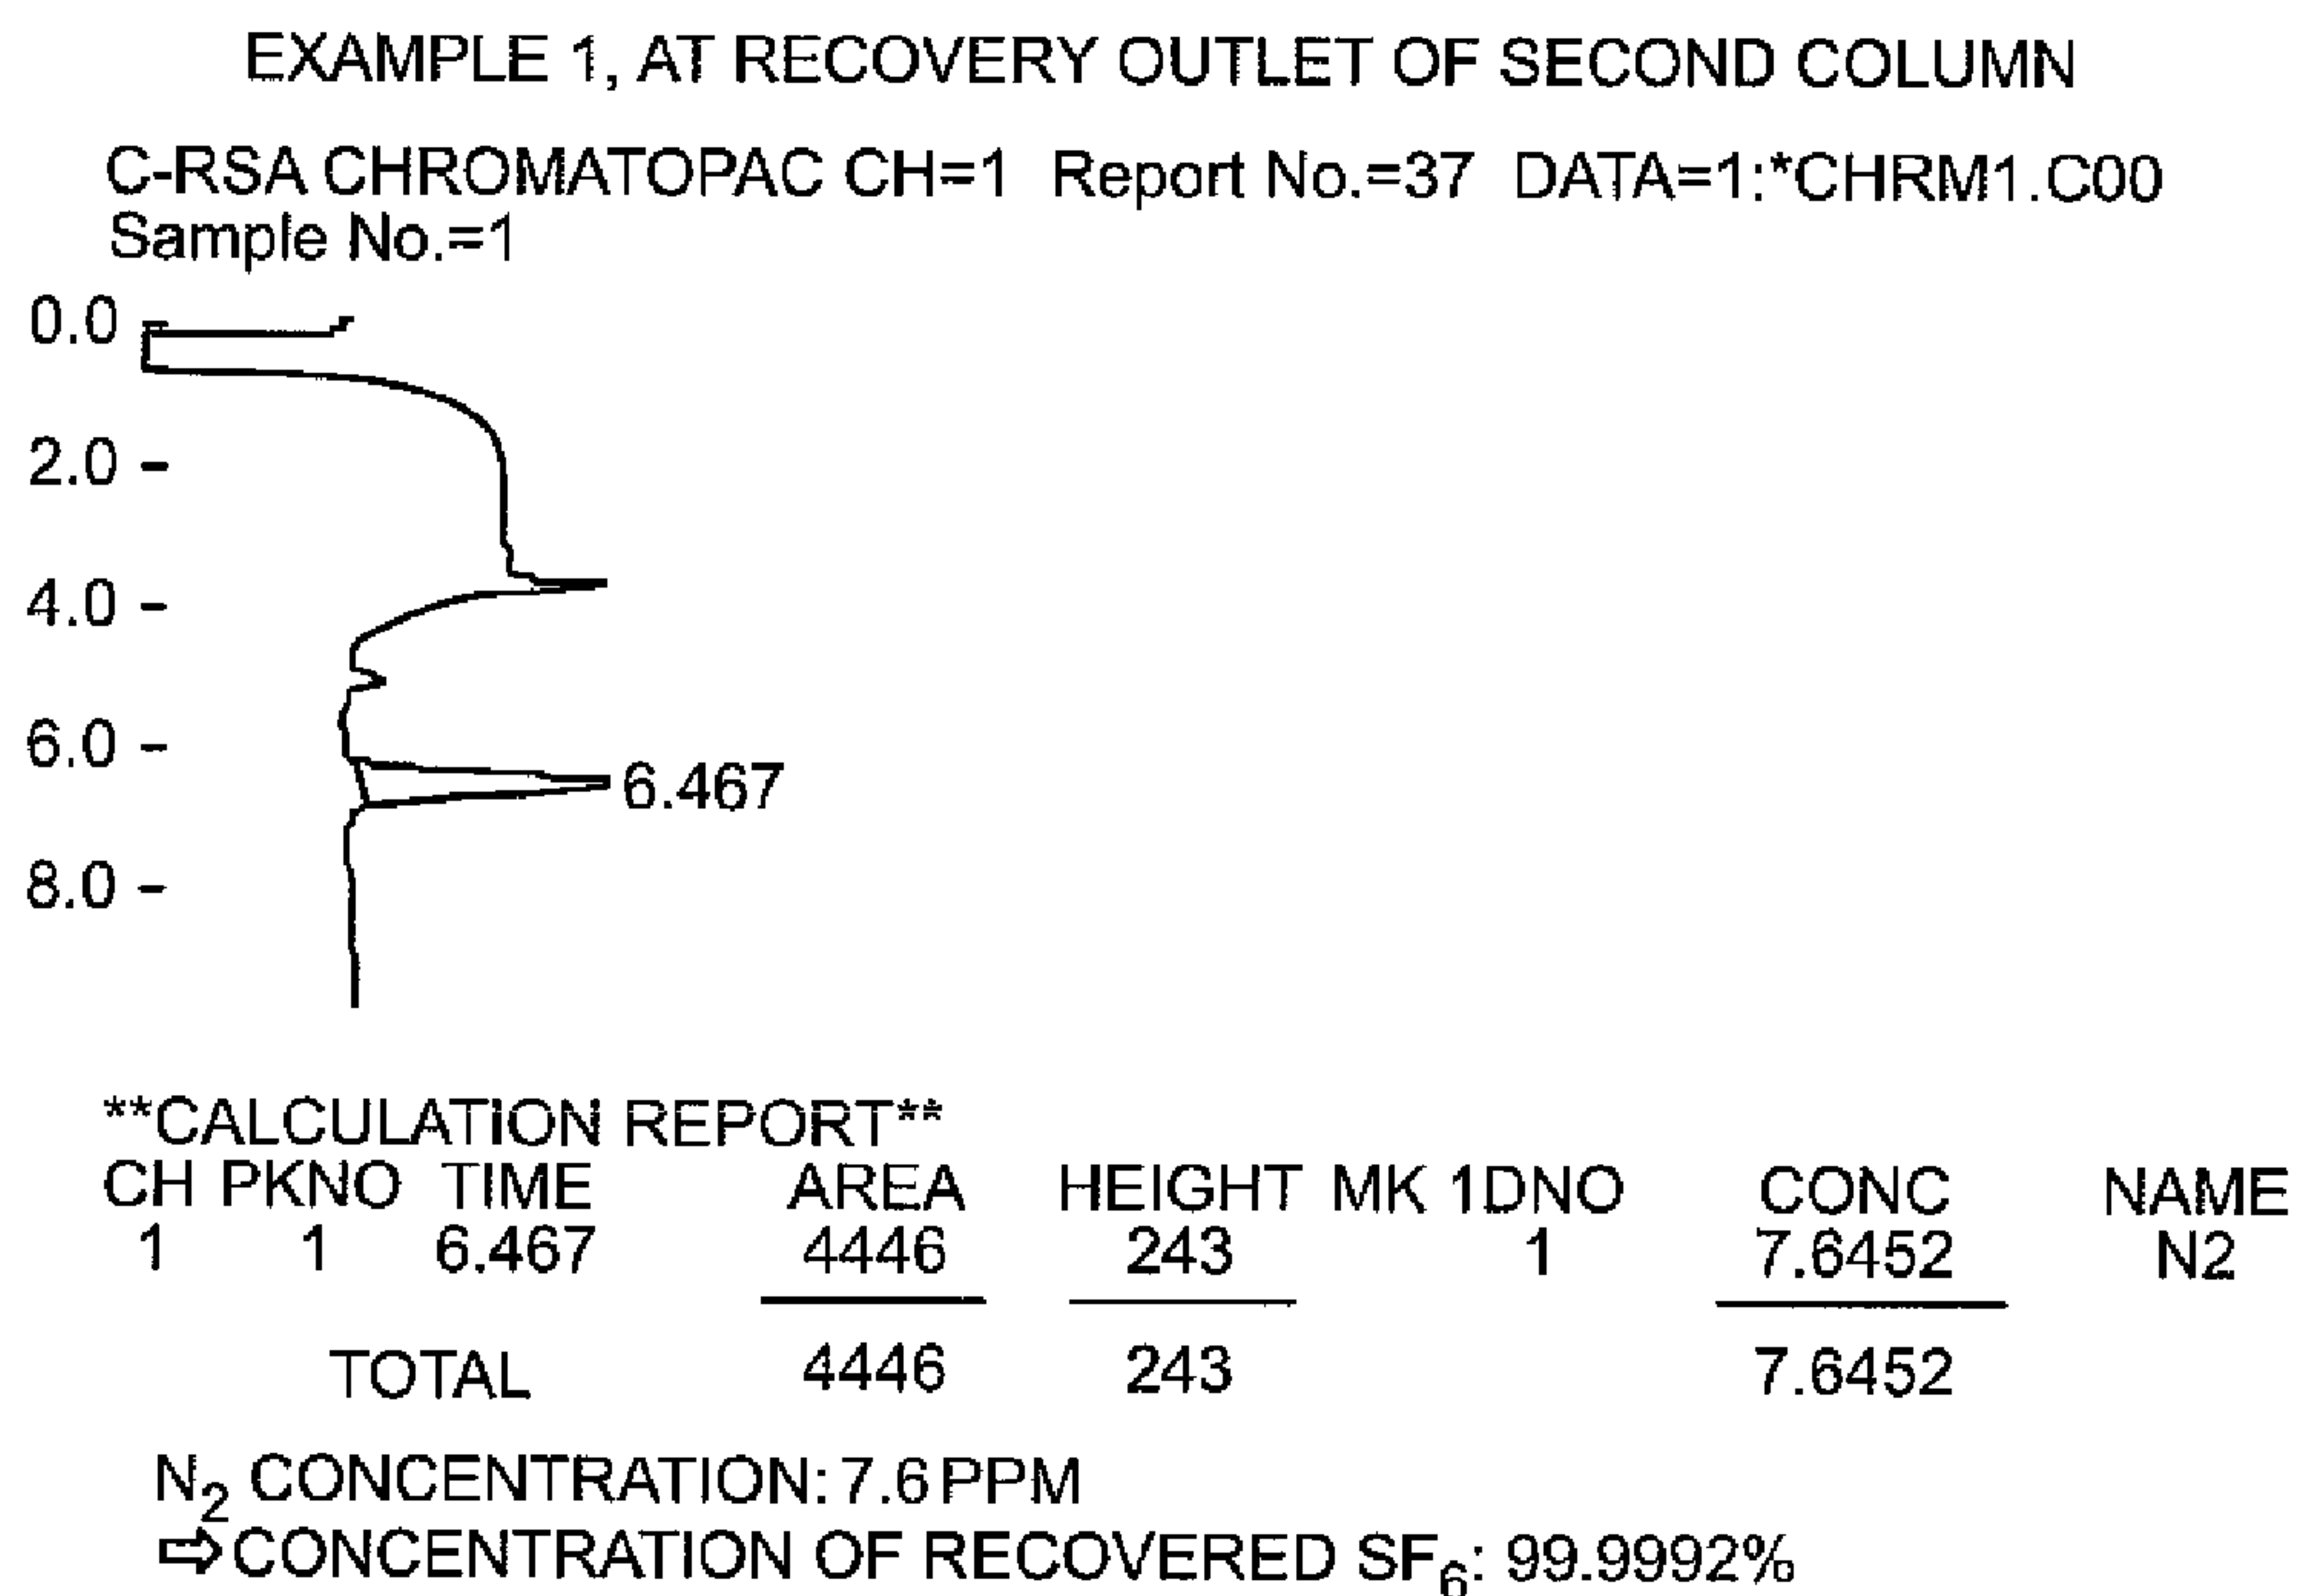 EXAMPLE 1, AT RECOVERY OUTLET OF SECOND COLUMN
C-RSA CHROMATOPAC CH=1 Report No.=37 DATA=1:*CHRM1.C00
Sample No.=1
0.0
2.0
4.0
6.0
6.467
8.0
**CALCULATION REPORT**
CH PKNO TIME AREA HEIGHT MK 1DNO CONC NAME
1 1 6.467 4446 243 1 7.6452 N2
TOTAL 4446 243 7.6452
N₂ CONCENTRATION: 7.6 PPM
⇨CONCENTRATION OF RECOVERED SF₆: 99.9992%